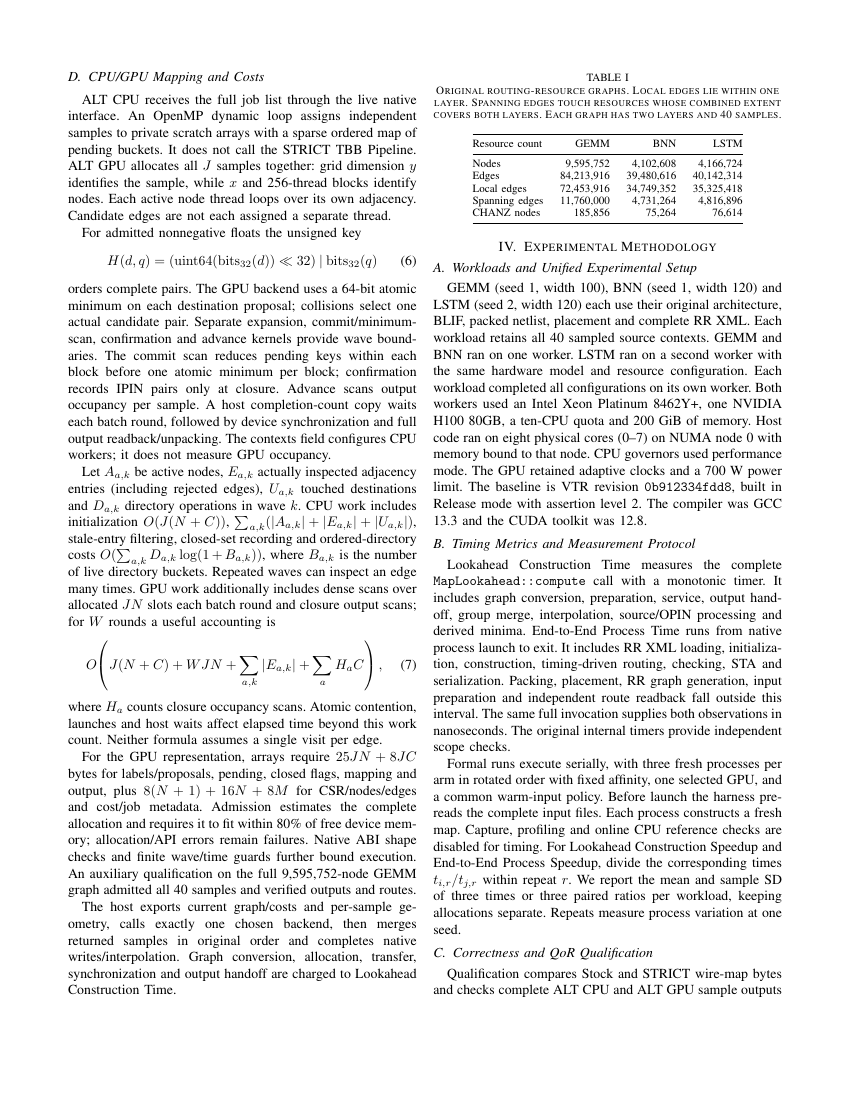 D. CPU/GPU Mapping and Costs
ALT CPU receives the full job list through the live native
interface. An OpenMP dynamic loop assigns independent
samples to private scratch arrays with a sparse ordered map of
pending buckets. It does not call the STRICT TBB Pipeline.
ALT GPU allocates all J samples together: grid dimension y
identifies the sample, while x and 256-thread blocks identify
nodes. Each active node thread loops over its own adjacency.
Candidate edges are not each assigned a separate thread.
For admitted nonnegative floats the unsigned key
H(d, q) = (uint64(bits₃₂(d)) ≪ 32) | bits₃₂(q) (6)
orders complete pairs. The GPU backend uses a 64-bit atomic
minimum on each destination proposal; collisions select one
actual candidate pair. Separate expansion, commit/minimum-
scan, confirmation and advance kernels provide wave bound-
aries. The commit scan reduces pending keys within each
block before one atomic minimum per block; confirmation
records IPIN pairs only at closure. Advance scans output
occupancy per sample. A host completion-count copy waits
each batch round, followed by device synchronization and full
output readback/unpacking. The contexts field configures CPU
workers; it does not measure GPU occupancy.
Let A_{a,k} be active nodes, E_{a,k} actually inspected adjacency
entries (including rejected edges), U_{a,k} touched destinations
and D_{a,k} directory operations in wave k. CPU work includes
initialization O(J(N + C)), ∑_{a,k}(|A_{a,k}| + |E_{a,k}| + |U_{a,k}|),
stale-entry filtering, closed-set recording and ordered-directory
costs O(∑_{a,k} D_{a,k} log(1 + B_{a,k})), where B_{a,k} is the number
of live directory buckets. Repeated waves can inspect an edge
many times. GPU work additionally includes dense scans over
allocated JN slots each batch round and closure output scans;
for W rounds a useful accounting is
O(J(N + C) + WJN + ∑_{a,k} |E_{a,k}| + ∑_a H_aC), (7)
where H_a counts closure occupancy scans. Atomic contention,
launches and host waits affect elapsed time beyond this work
count. Neither formula assumes a single visit per edge.
For the GPU representation, arrays require 25JN + 8JC
bytes for labels/proposals, pending, closed flags, mapping and
output, plus 8(N + 1) + 16N + 8M for CSR/nodes/edges
and cost/job metadata. Admission estimates the complete
allocation and requires it to fit within 80% of free device mem-
ory; allocation/API errors remain failures. Native ABI shape
checks and finite wave/time guards further bound execution.
An auxiliary qualification on the full 9,595,752-node GEMM
graph admitted all 40 samples and verified outputs and routes.
The host exports current graph/costs and per-sample ge-
ometry, calls exactly one chosen backend, then merges
returned samples in original order and completes native
writes/interpolation. Graph conversion, allocation, transfer,
synchronization and output handoff are charged to Lookahead
Construction Time.
TABLE I
ORIGINAL ROUTING-RESOURCE GRAPHS. LOCAL EDGES LIE WITHIN ONE
LAYER. SPANNING EDGES TOUCH RESOURCES WHOSE COMBINED EXTENT
COVERS BOTH LAYERS. EACH GRAPH HAS TWO LAYERS AND 40 SAMPLES.
Resource count GEMM BNN LSTM
Nodes 9,595,752 4,102,608 4,166,724
Edges 84,213,916 39,480,616 40,142,314
Local edges 72,453,916 34,749,352 35,325,418
Spanning edges 11,760,000 4,731,264 4,816,896
CHANZ nodes 185,856 75,264 76,614
IV. EXPERIMENTAL METHODOLOGY
A. Workloads and Unified Experimental Setup
GEMM (seed 1, width 100), BNN (seed 1, width 120) and
LSTM (seed 2, width 120) each use their original architecture,
BLIF, packed netlist, placement and complete RR XML. Each
workload retains all 40 sampled source contexts. GEMM and
BNN ran on one worker. LSTM ran on a second worker with
the same hardware model and resource configuration. Each
workload completed all configurations on its own worker. Both
workers used an Intel Xeon Platinum 8462Y+, one NVIDIA
H100 80GB, a ten-CPU quota and 200 GiB of memory. Host
code ran on eight physical cores (0–7) on NUMA node 0 with
memory bound to that node. CPU governors used performance
mode. The GPU retained adaptive clocks and a 700 W power
limit. The baseline is VTR revision 0b912334fdd8, built in
Release mode with assertion level 2. The compiler was GCC
13.3 and the CUDA toolkit was 12.8.
B. Timing Metrics and Measurement Protocol
Lookahead Construction Time measures the complete
MapLookahead::compute call with a monotonic timer. It
includes graph conversion, preparation, service, output hand-
off, group merge, interpolation, source/OPIN processing and
derived minima. End-to-End Process Time runs from native
process launch to exit. It includes RR XML loading, initializa-
tion, construction, timing-driven routing, checking, STA and
serialization. Packing, placement, RR graph generation, input
preparation and independent route readback fall outside this
interval. The same full invocation supplies both observations in
nanoseconds. The original internal timers provide independent
scope checks.
Formal runs execute serially, with three fresh processes per
arm in rotated order with fixed affinity, one selected GPU, and
a common warm-input policy. Before launch the harness pre-
reads the complete input files. Each process constructs a fresh
map. Capture, profiling and online CPU reference checks are
disabled for timing. For Lookahead Construction Speedup and
End-to-End Process Speedup, divide the corresponding times
t_{i,r}/t_{j,r} within repeat r. We report the mean and sample SD
of three times or three paired ratios per workload, keeping
allocations separate. Repeats measure process variation at one
seed.
C. Correctness and QoR Qualification
Qualification compares Stock and STRICT wire-map bytes
and checks complete ALT CPU and ALT GPU sample outputs